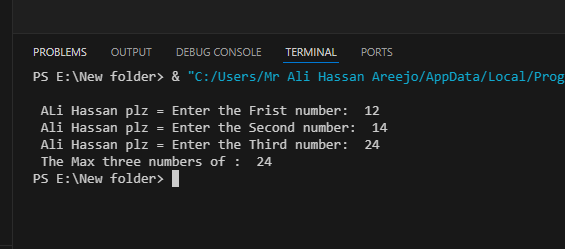 PROBLEMS OUTPUT DEBUG CONSOLE TERMINAL PORTS
PS E:\New folder> & "C:/Users/Mr Ali Hassan Areejo/AppData/Local/Prog
ALi Hassan plz = Enter the Frist number:  12
Ali Hassan plz = Enter the Second number:  14
Ali Hassan plz = Enter the Third number:  24
The Max three numbers of :  24
PS E:\New folder>